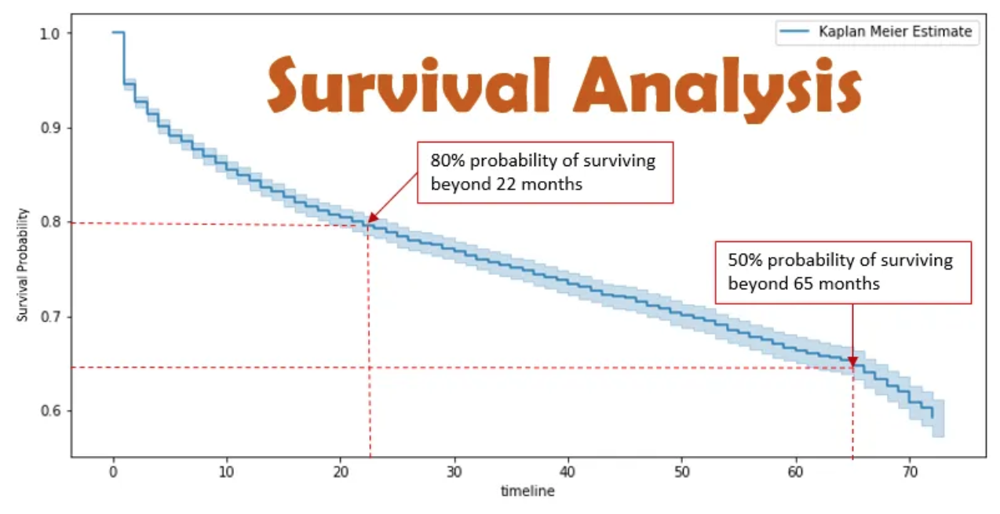 Survival Analysis
Kaplan Meier Estimate
80% probability of surviving
beyond 22 months
50% probability of surviving
beyond 65 months
Survival Probability
1.0
0.9
0.8
0.7
0.6
0 10 20 30 40 50 60 70
timeline